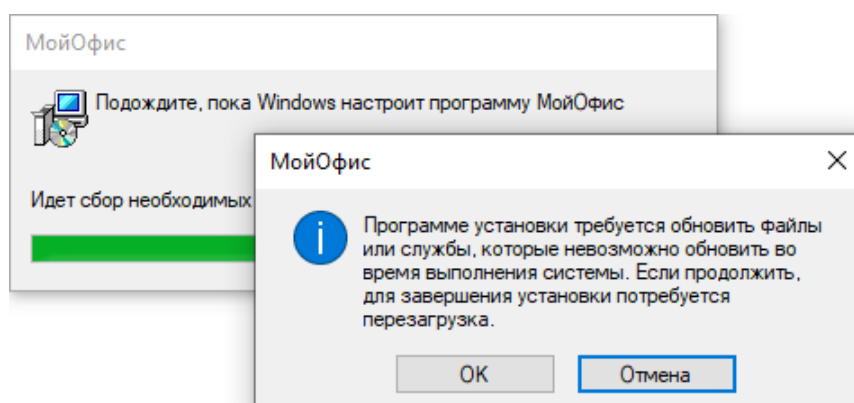 МойОфис
Подождите, пока Windows настроит программу МойОфис
Идет сбор необходимых
МойОфис
Программе установки требуется обновить файлы
или службы, которые невозможно обновить во
время выполнения системы. Если продолжить,
для завершения установки потребуется
перезагрузка.
ОК
Отмена